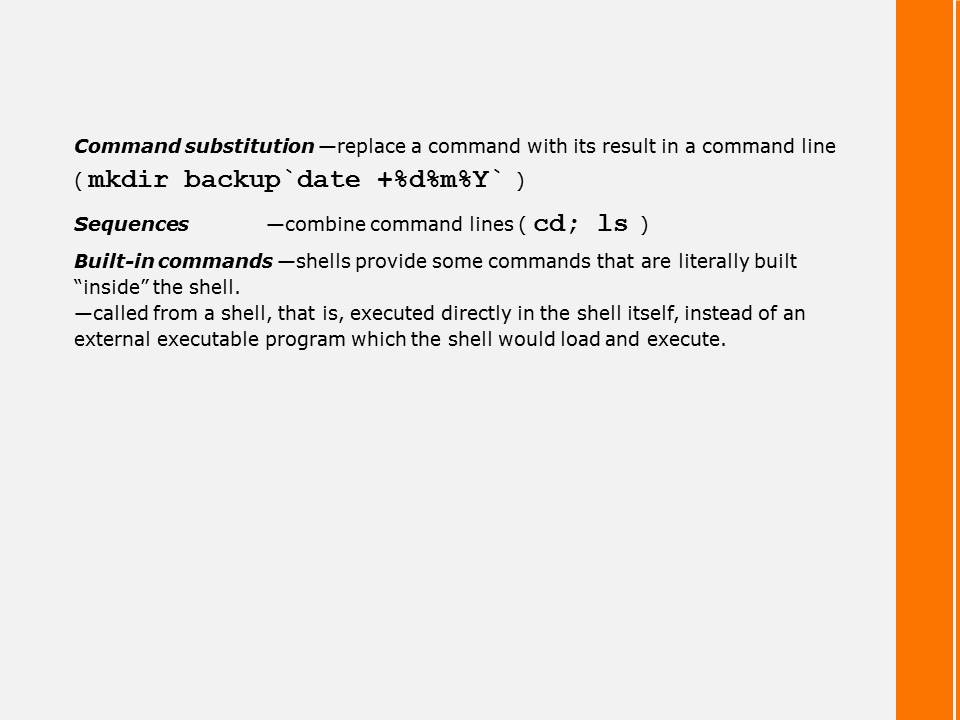 Command substitution —replace a command with its result in a command line
( mkdir backup`date +%d%m%Y` )
Sequences —combine command lines ( cd; ls )
Built-in commands —shells provide some commands that are literally built
“inside” the shell.
—called from a shell, that is, executed directly in the shell itself, instead of an
external executable program which the shell would load and execute.